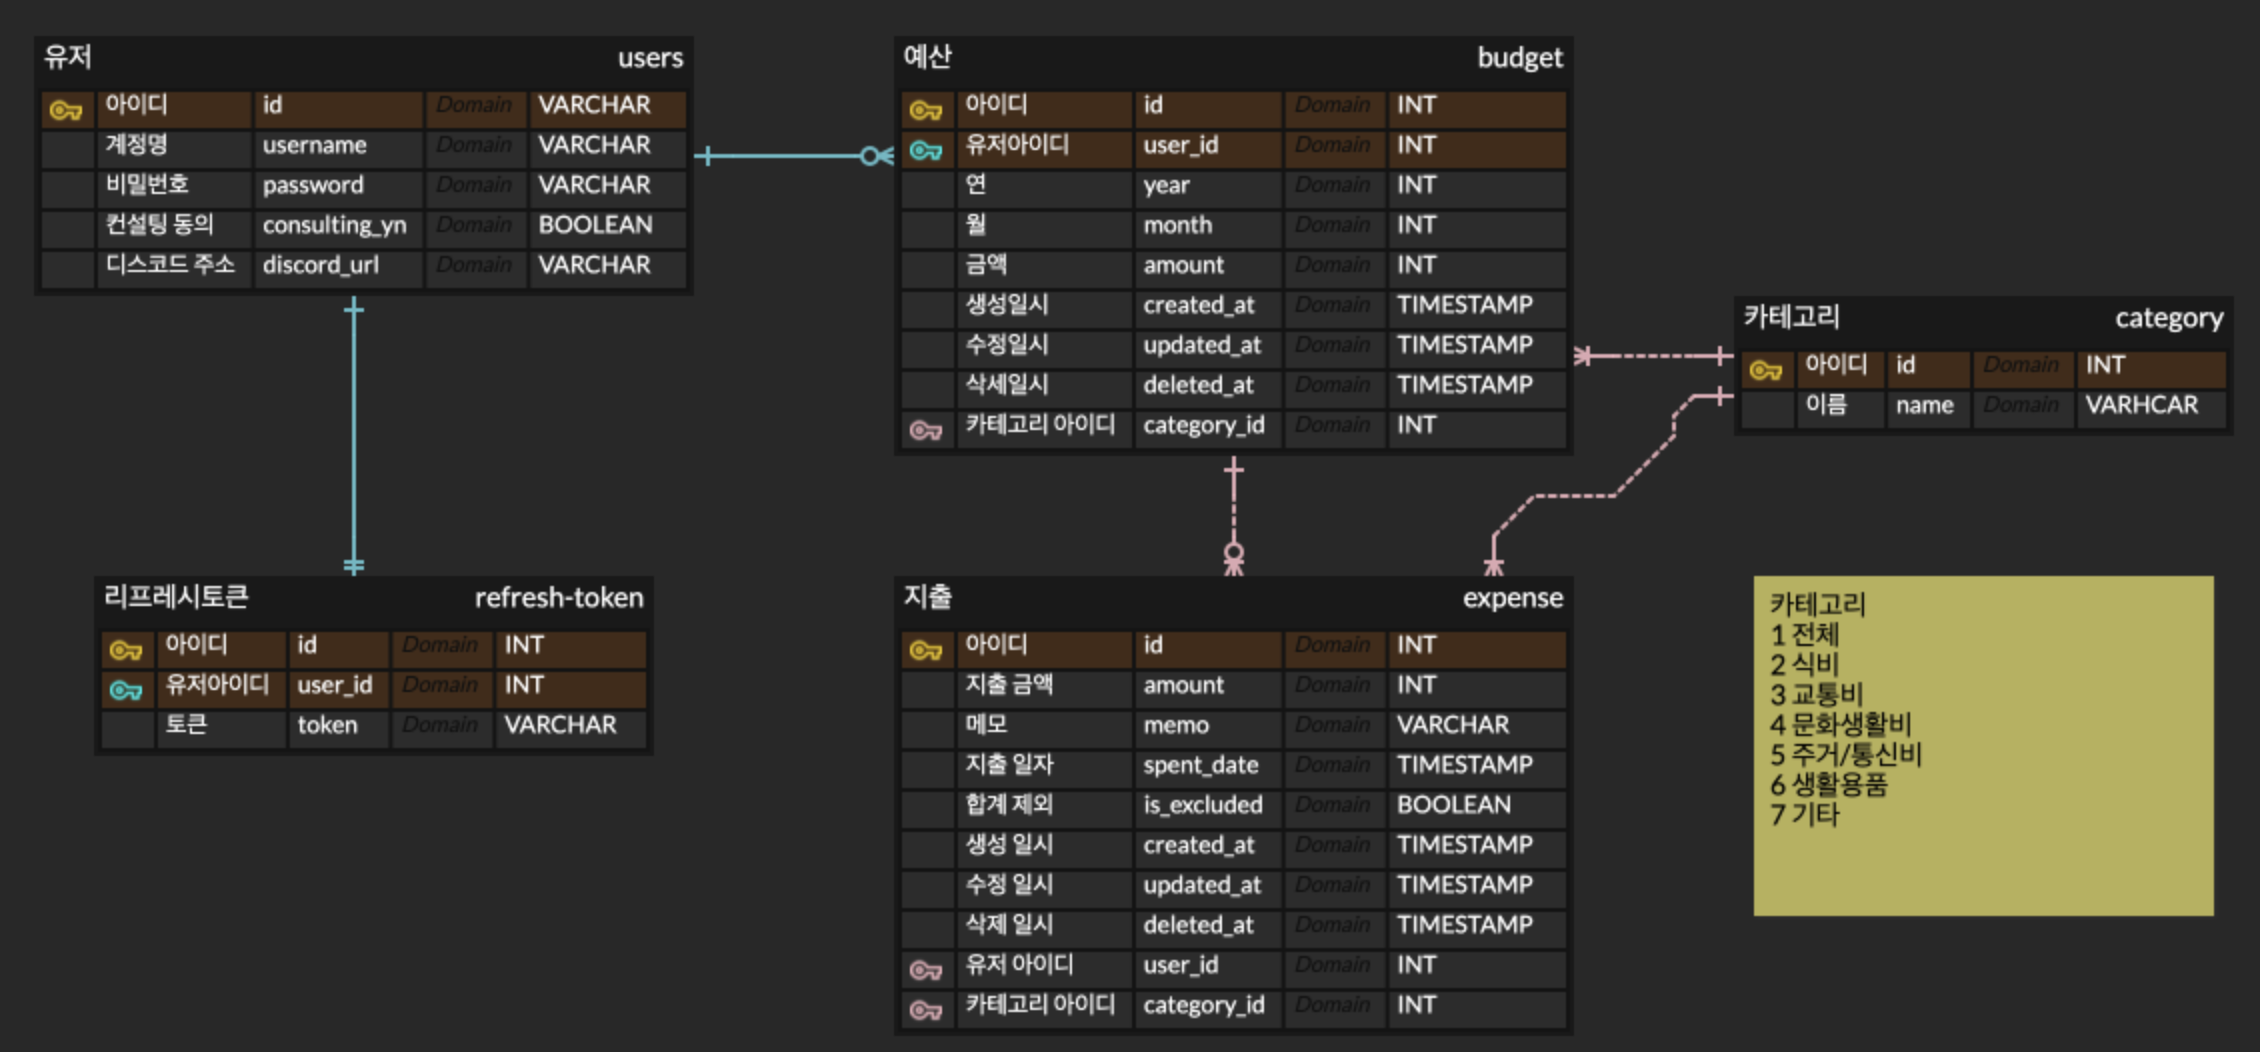 유저 users
아이디 id Domain VARCHAR
계정명 username Domain VARCHAR
비밀번호 password Domain VARCHAR
컨설팅 동의 consulting_yn Domain BOOLEAN
디스코드 주소 discord_url Domain VARCHAR
예산 budget
아이디 id Domain INT
유저아이디 user_id Domain INT
연 year Domain INT
월 month Domain INT
금액 amount Domain INT
생성일시 created_at Domain TIMESTAMP
수정일시 updated_at Domain TIMESTAMP
삭세일시 deleted_at Domain TIMESTAMP
카테고리 아이디 category_id Domain INT
카테고리 category
아이디 id Domain INT
이름 name Domain VARHCAR
리프레시토큰 refresh-token
아이디 id Domain INT
유저아이디 user_id Domain INT
토큰 token Domain VARCHAR
지출 expense
아이디 id Domain INT
지출 금액 amount Domain INT
메모 memo Domain VARCHAR
지출 일자 spent_date Domain TIMESTAMP
합계 제외 is_excluded Domain BOOLEAN
생성 일시 created_at Domain TIMESTAMP
수정 일시 updated_at Domain TIMESTAMP
삭제 일시 deleted_at Domain TIMESTAMP
유저 아이디 user_id Domain INT
카테고리 아이디 category_id Domain INT
카테고리
1 전체
2 식비
3 교통비
4 문화생활비
5 주거/통신비
6 생활용품
7 기타